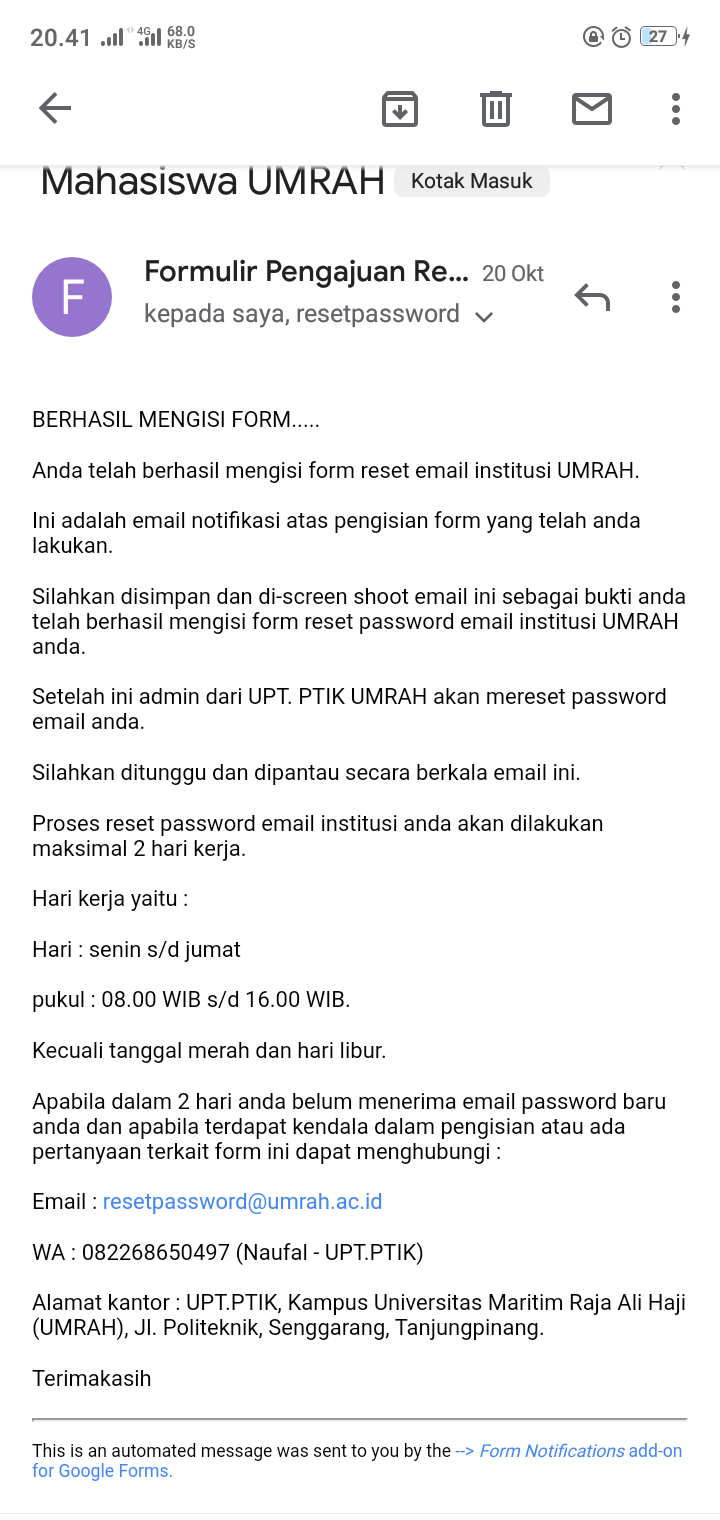 20.41
4G
68.0
KB/S
27
Mahasiswa UMRAH Kotak Masuk
F
Formulir Pengajuan Re... 20 Okt
kepada saya, resetpassword
BERHASIL MENGISI FORM.....
Anda telah berhasil mengisi form reset email institusi UMRAH.
Ini adalah email notifikasi atas pengisian form yang telah anda
lakukan.
Silahkan disimpan dan di-screen shoot email ini sebagai bukti anda
telah berhasil mengisi form reset password email institusi UMRAH
anda.
Setelah ini admin dari UPT. PTIK UMRAH akan mereset password
email anda.
Silahkan ditunggu dan dipantau secara berkala email ini.
Proses reset password email institusi anda akan dilakukan
maksimal 2 hari kerja.
Hari kerja yaitu :
Hari : senin s/d jumat
pukul : 08.00 WIB s/d 16.00 WIB.
Kecuali tanggal merah dan hari libur.
Apabila dalam 2 hari anda belum menerima email password baru
anda dan apabila terdapat kendala dalam pengisian atau ada
pertanyaan terkait form ini dapat menghubungi :
Email : resetpassword@umrah.ac.id
WA : 082268650497 (Naufal - UPT.PTIK)
Alamat kantor : UPT.PTIK, Kampus Universitas Maritim Raja Ali Haji
(UMRAH), Jl. Politeknik, Senggarang, Tanjungpinang.
Terimakasih
This is an automated message was sent to you by the --> Form Notifications add-on
for Google Forms.